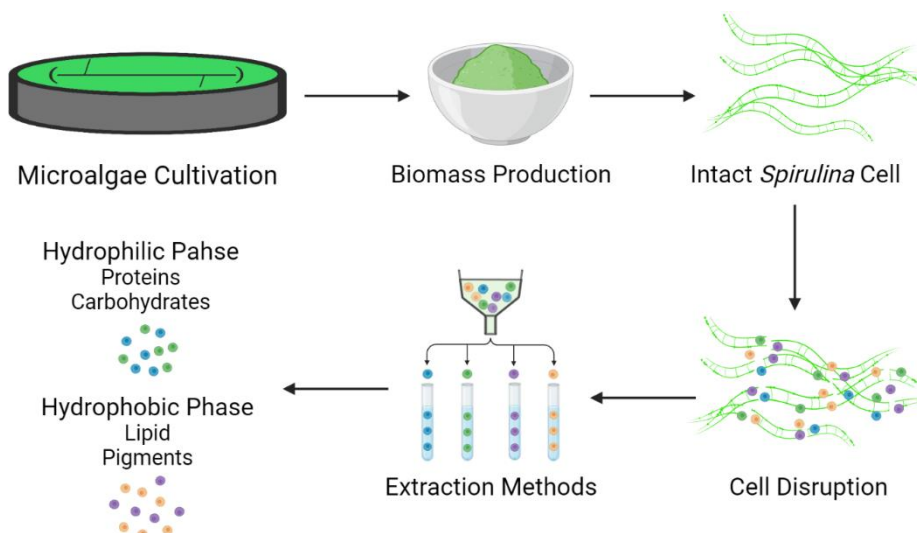 Microalgae Cultivation
Biomass Production
Intact Spirulina Cell
Hydrophilic Pahse
Proteins
Carbohydrates
Hydrophobic Phase
Lipid
Pigments
Extraction Methods
Cell Disruption